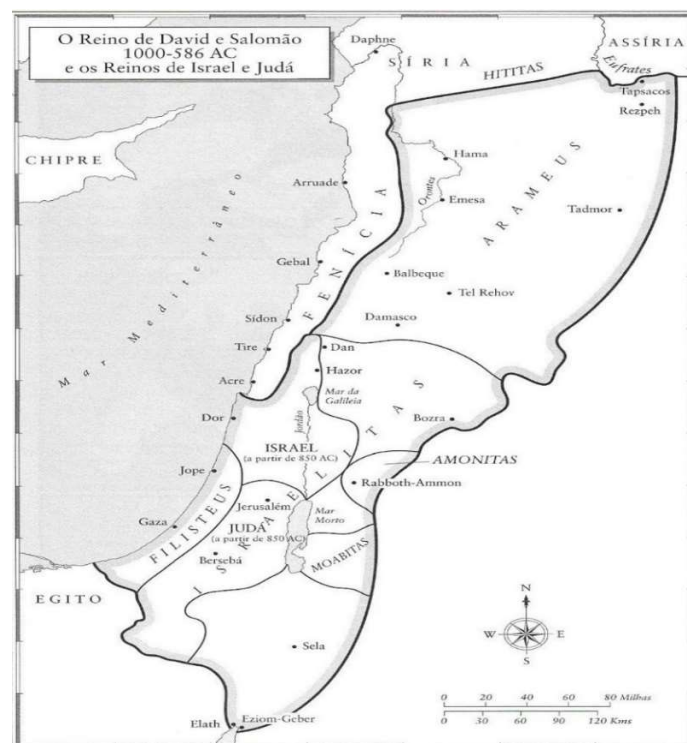 O Reino de David e Salomão
1000-586 AC
e os Reinos de Israel e Judá
Daphne
ASSÍRIA
SÍRIA
HITITAS
Eufrates
Tapsacos
Rezpeh
CHIPRE
Hama
Arruade
Orontes
Emesa
Tadmor
ARAMEUS
Mar Mediterrâneo
FENÍCIA
Gebal
Balbeque
Tel Rehov
Sídon
Damasco
Tire
Dan
Hazor
Acre
Mar da
Galileia
Dor
Bozra
Jordão
ISRAEL
(a partir de 850 AC)
AMONITAS
Jope
Rabboth-Ammon
Jerusalém
FILISTEUS
Mar
Morto
Gaza
JUDÁ
(a partir de 850 AC)
ISRAELITAS
MOABITAS
Bersebá
EGITO
N
W
E
S
Sela
0 20 40 60 80 Milhas
0 30 60 90 120 Kms
Elath
Eziom-Geber